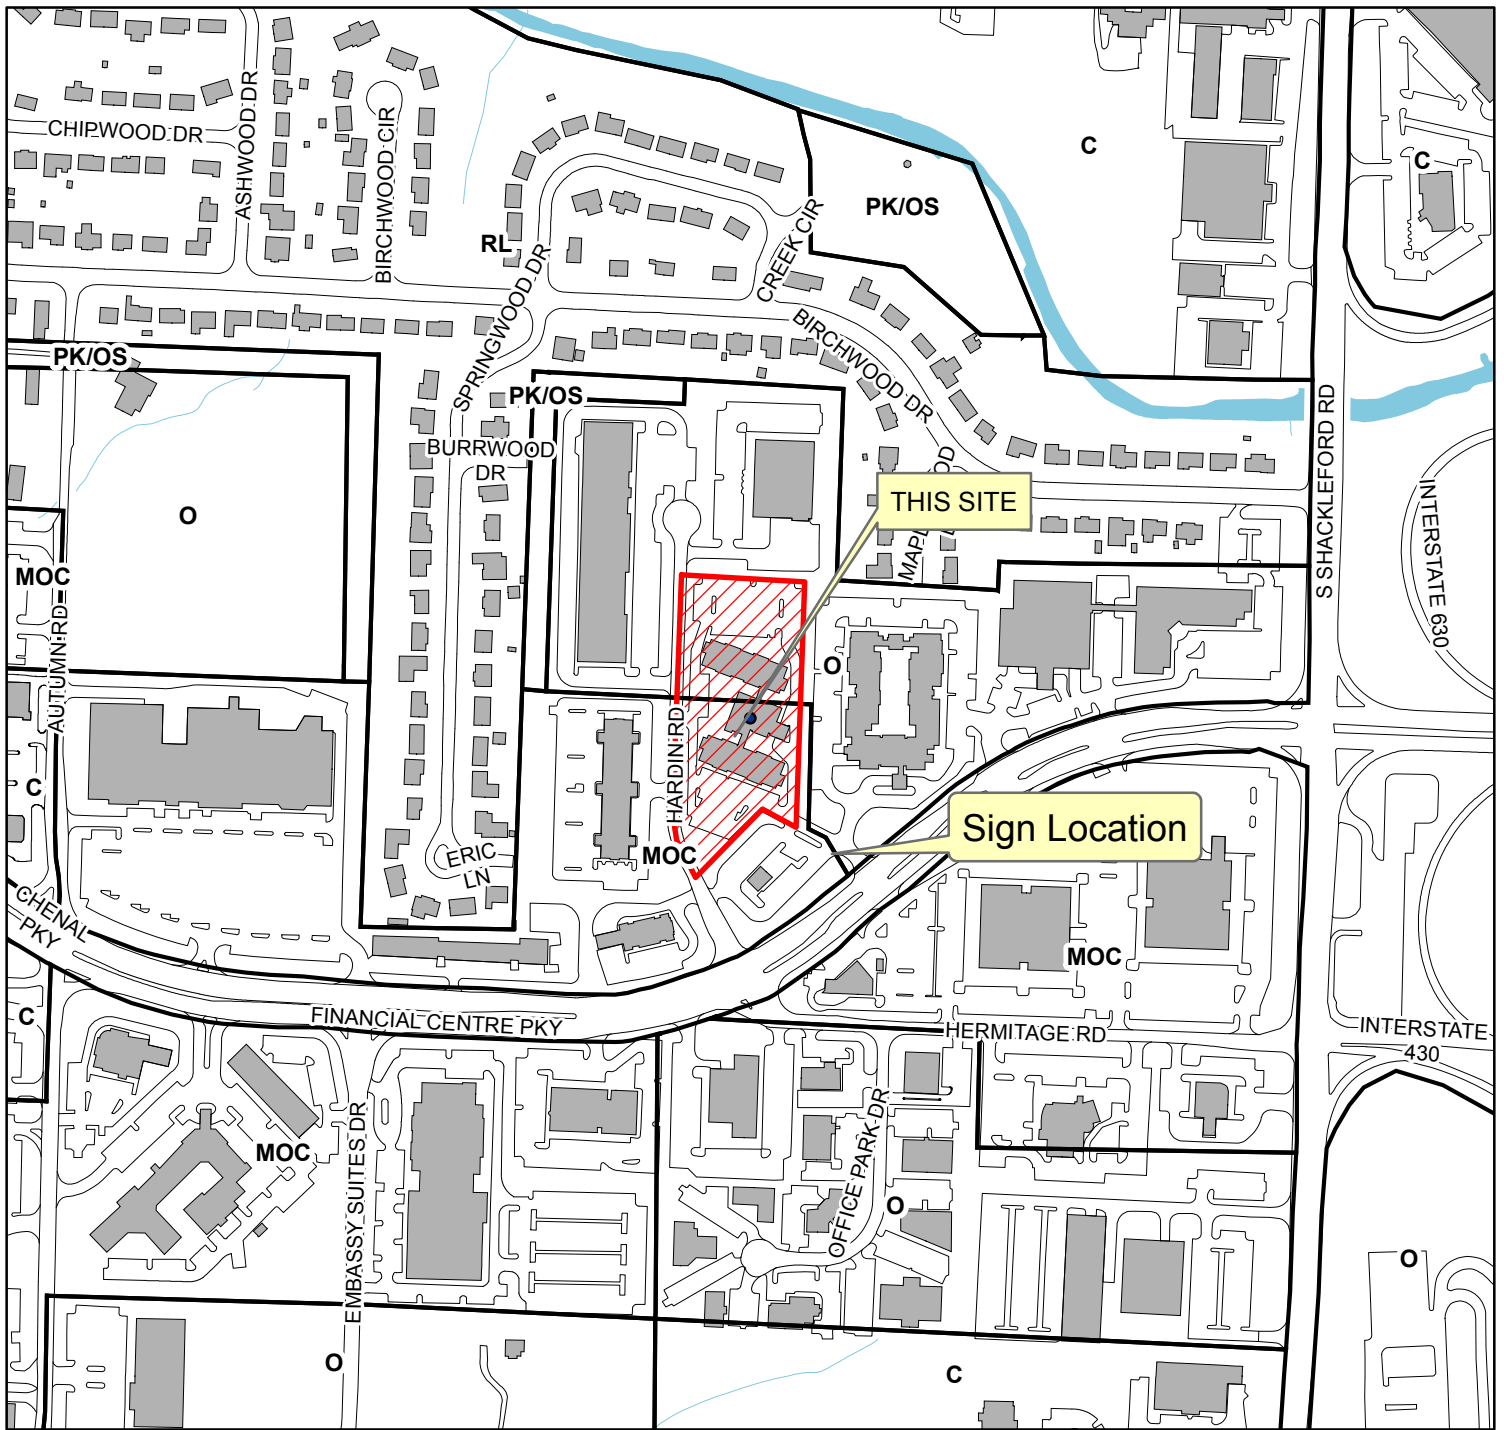 CHIPWOOD DR
ASHWOOD DR
BIRCHWOOD CIR
RL
SPRINGWOOD DR
CREEK CIR
PK/OS
C
C
BIRCHWOOD DR
PK/OS
PK/OS
BURRWOOD
DR
S SHACKLEFORD RD
INTERSTATE 630
THIS SITE
O
MOC
AUTUMN RD
O
HARDIN RD
C
ERIC
LN
MOC
Sign Location
CHENAL
PKY
MOC
C
FINANCIAL CENTRE PKY
HERMITAGE RD
INTERSTATE
430
MOC
EMBASSY SUITES DR
OFFICE PARK DR
O
O
O
C